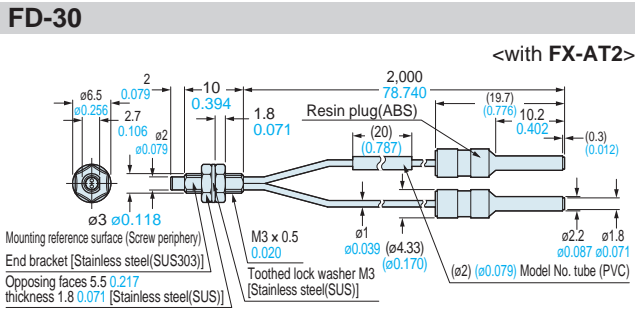 FD-30
<with FX-AT2>
ø6.5
ø0.256
2
0.079
10
0.394
2,000
78.740
2.7
0.106
ø2
ø0.079
1.8
0.071
Resin plug(ABS)
(19.7)
(0.776)
10.2
0.402
(20)
(0.787)
(0.3)
(0.012)
ø3 ø0.118
Mounting reference surface (Screw periphery)
End bracket [Stainless steel(SUS303)]
Opposing faces 5.5 0.217
thickness 1.8 0.071 [Stainless steel(SUS)]
M3 x 0.5
0.020
Toothed lock washer M3
[Stainless steel(SUS)]
ø1
ø0.039
(ø4.33)
(ø0.170)
ø2.2
ø0.087
ø1.8
ø0.071
(ø2) (ø0.079) Model No. tube (PVC)